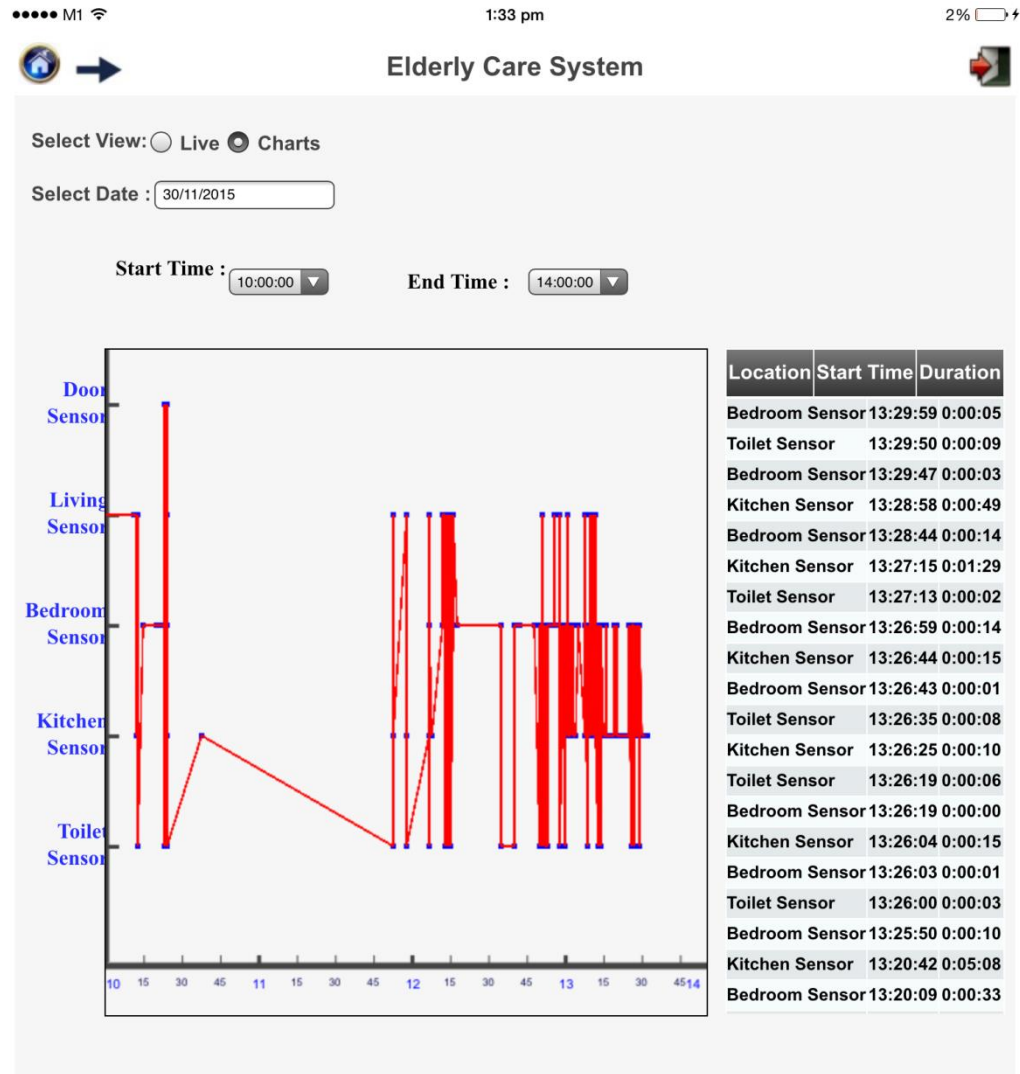 M1 1:33 pm 2%
Elderly Care System
Select View: Live Charts
Select Date : 30/11/2015
Start Time : 10:00:00 End Time : 14:00:00
Door
Sensor
Living
Sensor
Bedroom
Sensor
Kitchen
Sensor
Toilet
Sensor
10 15 30 45 11 15 30 45 12 15 30 45 13 15 30 45 14
Location Start Time Duration
Bedroom Sensor 13:29:59 0:00:05
Toilet Sensor 13:29:50 0:00:09
Bedroom Sensor 13:29:47 0:00:03
Kitchen Sensor 13:28:58 0:00:49
Bedroom Sensor 13:28:44 0:00:14
Kitchen Sensor 13:27:15 0:01:29
Toilet Sensor 13:27:13 0:00:02
Bedroom Sensor 13:26:59 0:00:14
Kitchen Sensor 13:26:44 0:00:15
Bedroom Sensor 13:26:43 0:00:01
Toilet Sensor 13:26:35 0:00:08
Kitchen Sensor 13:26:25 0:00:10
Toilet Sensor 13:26:19 0:00:06
Bedroom Sensor 13:26:19 0:00:00
Kitchen Sensor 13:26:04 0:00:15
Bedroom Sensor 13:26:03 0:00:01
Toilet Sensor 13:26:00 0:00:03
Bedroom Sensor 13:25:50 0:00:10
Kitchen Sensor 13:20:42 0:05:08
Bedroom Sensor 13:20:09 0:00:33